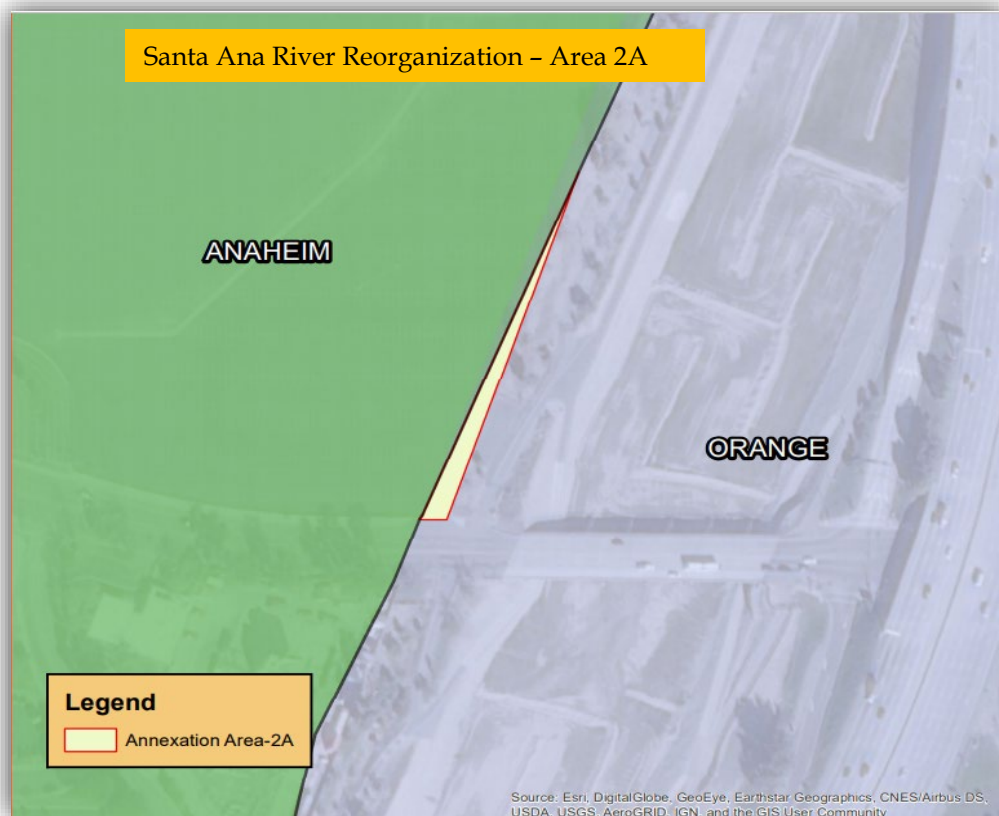 Santa Ana River Reorganization – Area 2A
ANAHEIM
ORANGE
Legend
Annexation Area-2A
Source: Esri, DigitalGlobe, GeoEye, Earthstar Geographics, CNES/Airbus DS,
USDA, USGS, AeroGRID, IGN, and the GIS User Community